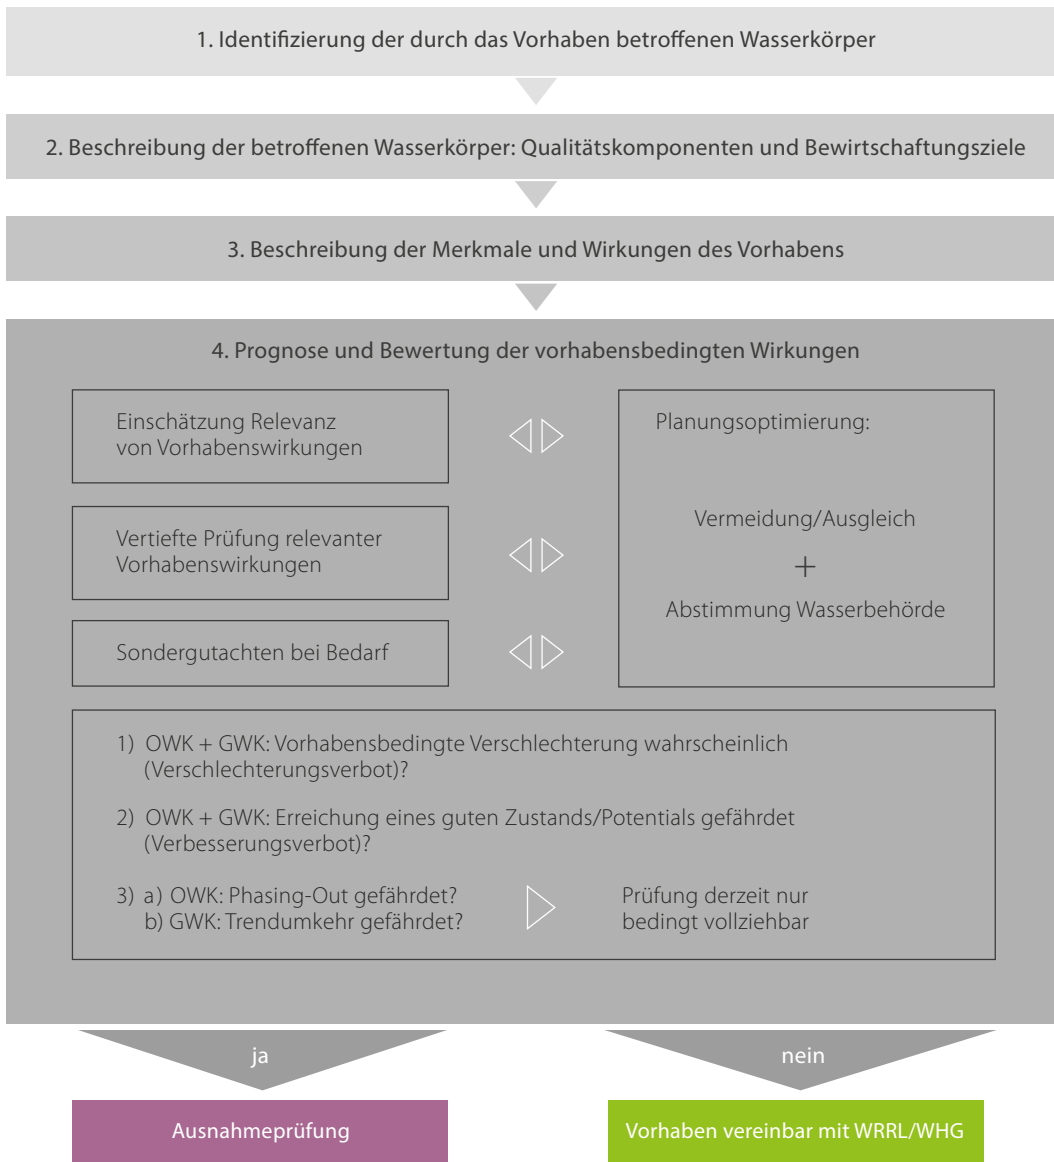 1. Identifizierung der durch das Vorhaben betroffenen Wasserkörper
2. Beschreibung der betroffenen Wasserkörper: Qualitätskomponenten und Bewirtschaftungsziele
3. Beschreibung der Merkmale und Wirkungen des Vorhabens
4. Prognose und Bewertung der vorhabensbedingten Wirkungen
Einschätzung Relevanz
von Vorhabenswirkungen
Vertiefte Prüfung relevanter
Vorhabenswirkungen
Sondergutachten bei Bedarf
Planungsoptimierung:
Vermeidung/Ausgleich
+
Abstimmung Wasserbehörde
1) OWK + GWK: Vorhabensbedingte Verschlechterung wahrscheinlich
(Verschlechterungsverbot)?
2) OWK + GWK: Erreichung eines guten Zustands/Potentials gefährdet
(Verbesserungsverbot)?
3) a) OWK: Phasing-Out gefährdet?
b) GWK: Trendumkehr gefährdet?
Prüfung derzeit nur
bedingt vollziehbar
ja
nein
Ausnahmeprüfung
Vorhaben vereinbar mit WRRL/WHG